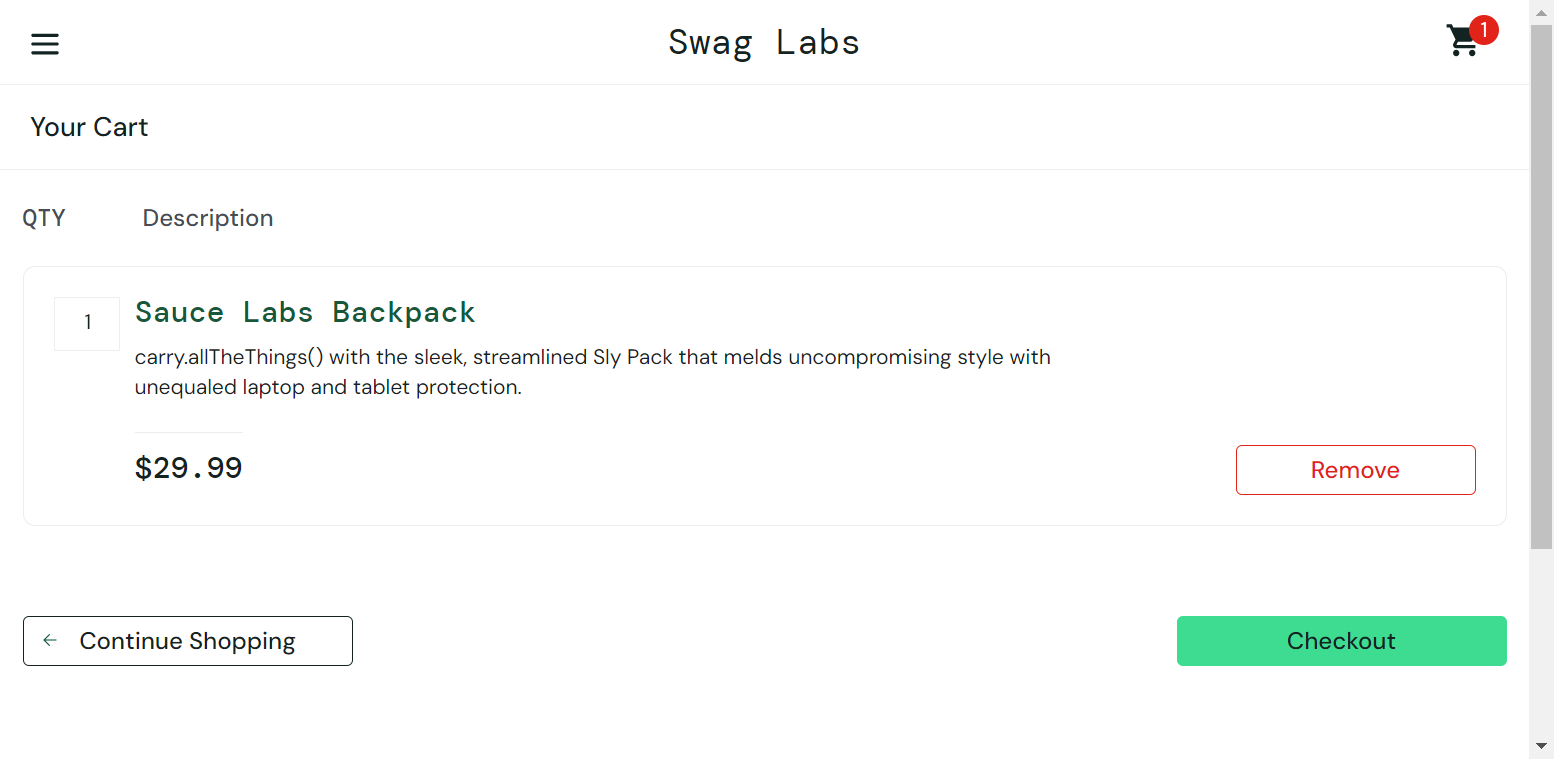 Swag Labs
1
Your Cart
QTY
Description
1
Sauce Labs Backpack
carry.allTheThings() with the sleek, streamlined Sly Pack that melds uncompromising style with
unequaled laptop and tablet protection.
$29.99
Remove
Continue Shopping
Checkout